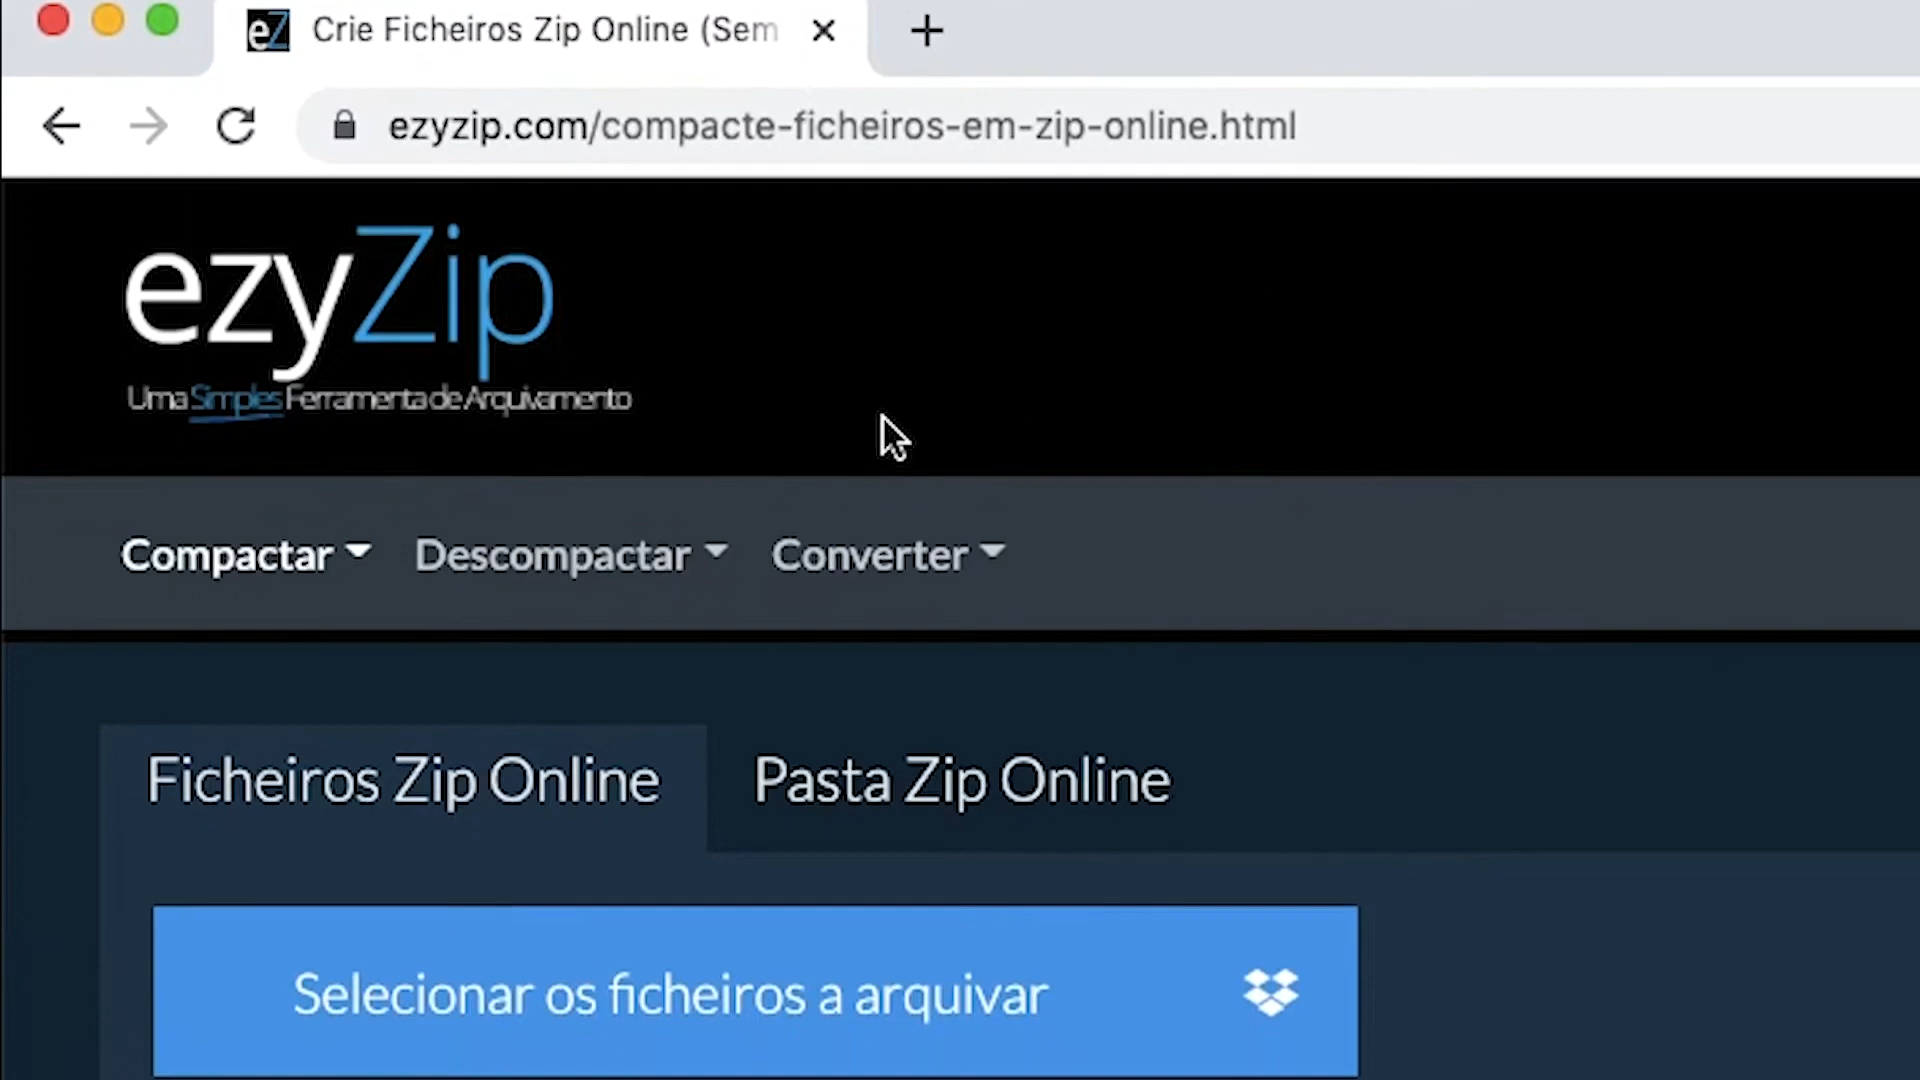 eZ Crie Ficheiros Zip Online (Sem
ezyzip.com/compacte-ficheiros-em-zip-online.html
ezyZip
Uma Simples Ferramenta de Arquivamento
Compactar Descompactar Converter
Ficheiros Zip Online Pasta Zip Online
Selecionar os ficheiros a arquivar